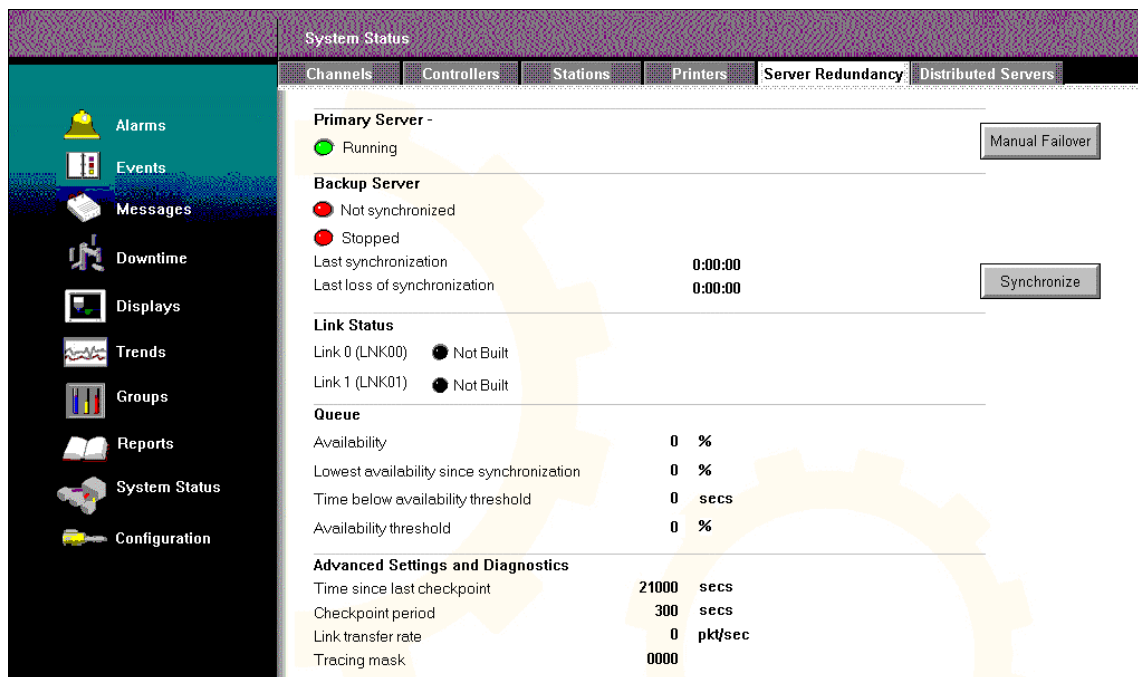 System Status
Channels Controllers Stations Printers Server Redundancy Distributed Servers
Alarms
Events
Messages
Downtime
Displays
Trends
Groups
Reports
System Status
Configuration
Primary Server -
Running
Manual Failover
Backup Server
Not synchronized
Stopped
Last synchronization 0:00:00
Last loss of synchronization 0:00:00
Synchronize
Link Status
Link 0 (LNK00) Not Built
Link 1 (LNK01) Not Built
Queue
Availability 0 %
Lowest availability since synchronization 0 %
Time below availability threshold 0 secs
Availability threshold 0 %
Advanced Settings and Diagnostics
Time since last checkpoint 21000 secs
Checkpoint period 300 secs
Link transfer rate 0 pkt/sec
Tracing mask 0000